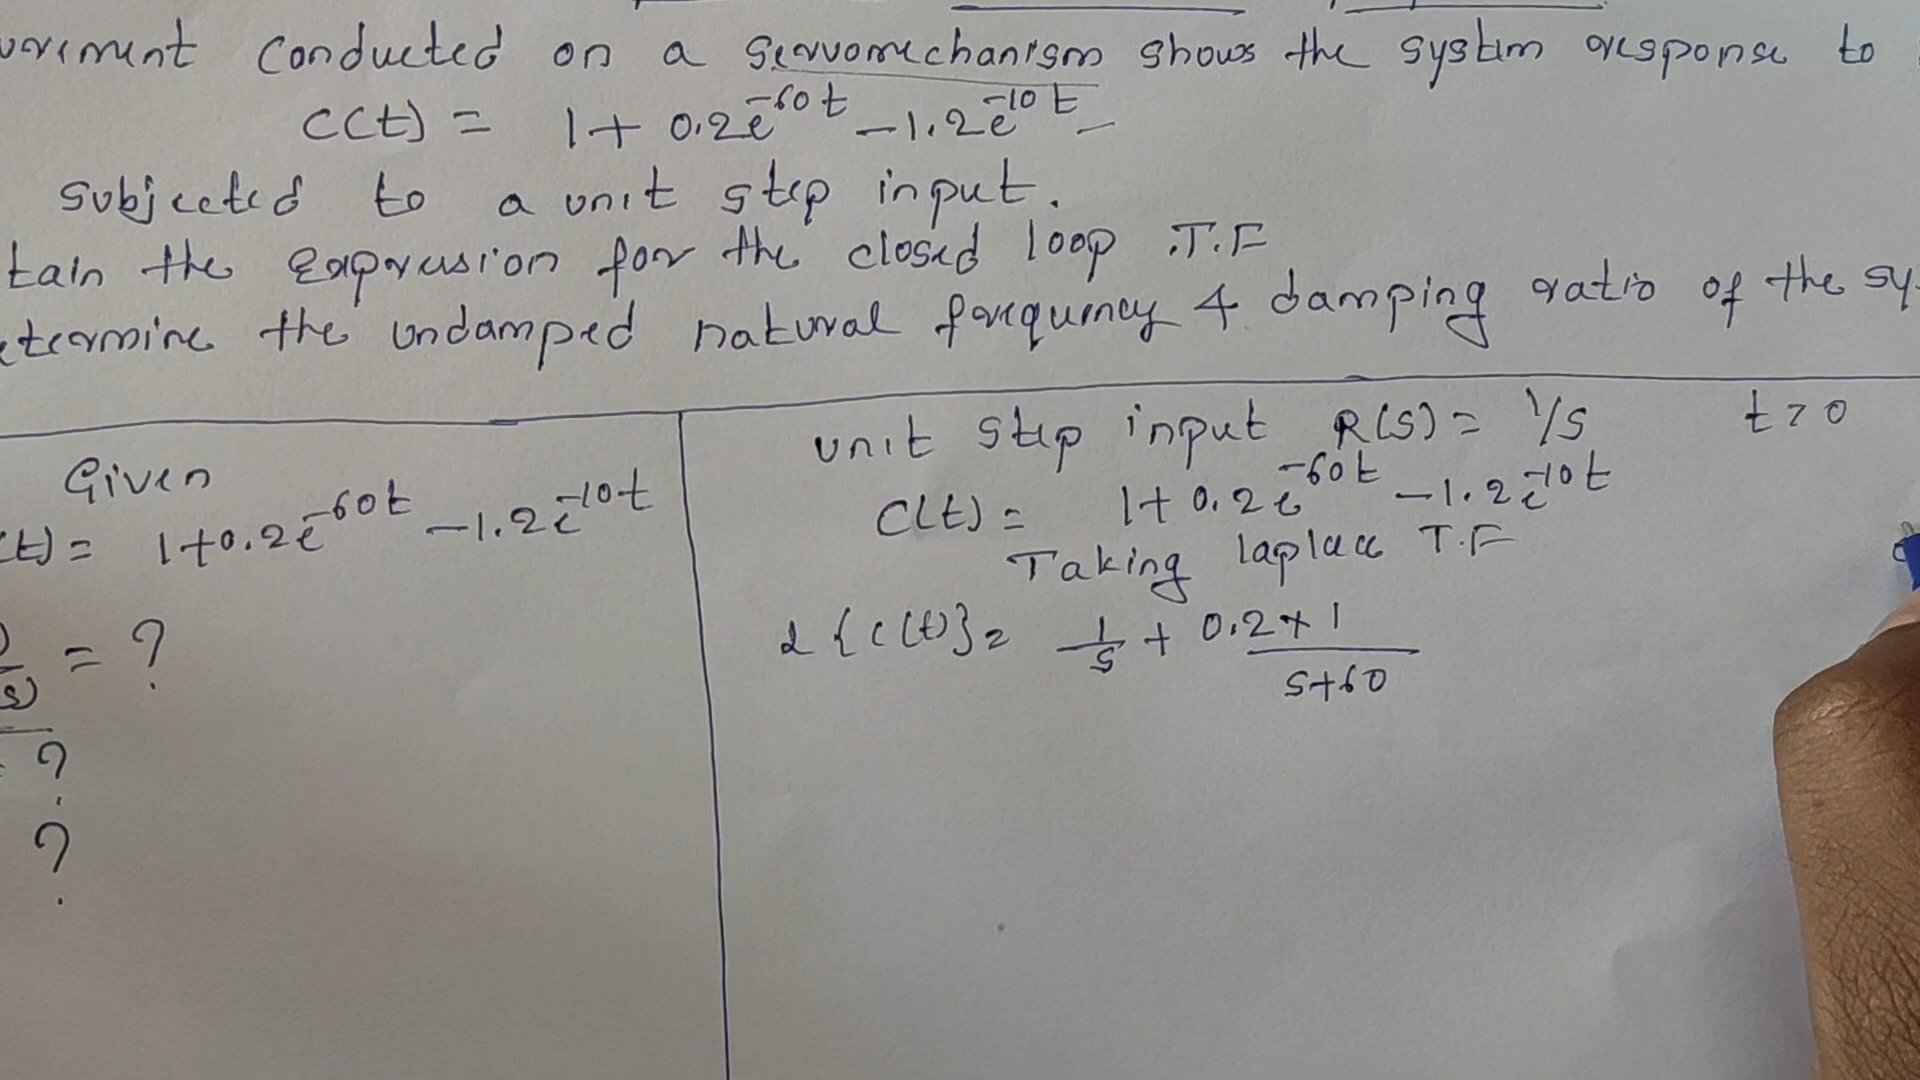 conducted on a servomechanism shows the system response to
C(t) = 1 + 0.2e^-60t - 1.2e^-10t
subjected to a unit step input.
tain the expression for the closed loop .T.F
etermine the undamped natural frequency & damping ratio of the sy
Given
(t) = 1+0.2e^-60t - 1.2e^-10t
s) = ?
= ?
?
unit step input R(s) = 1/s t>0
C(t) = 1+0.2e^-60t - 1.2e^-10t
Taking laplace T.F
L{c(t)} = 1/s + 0.2×1/s+60